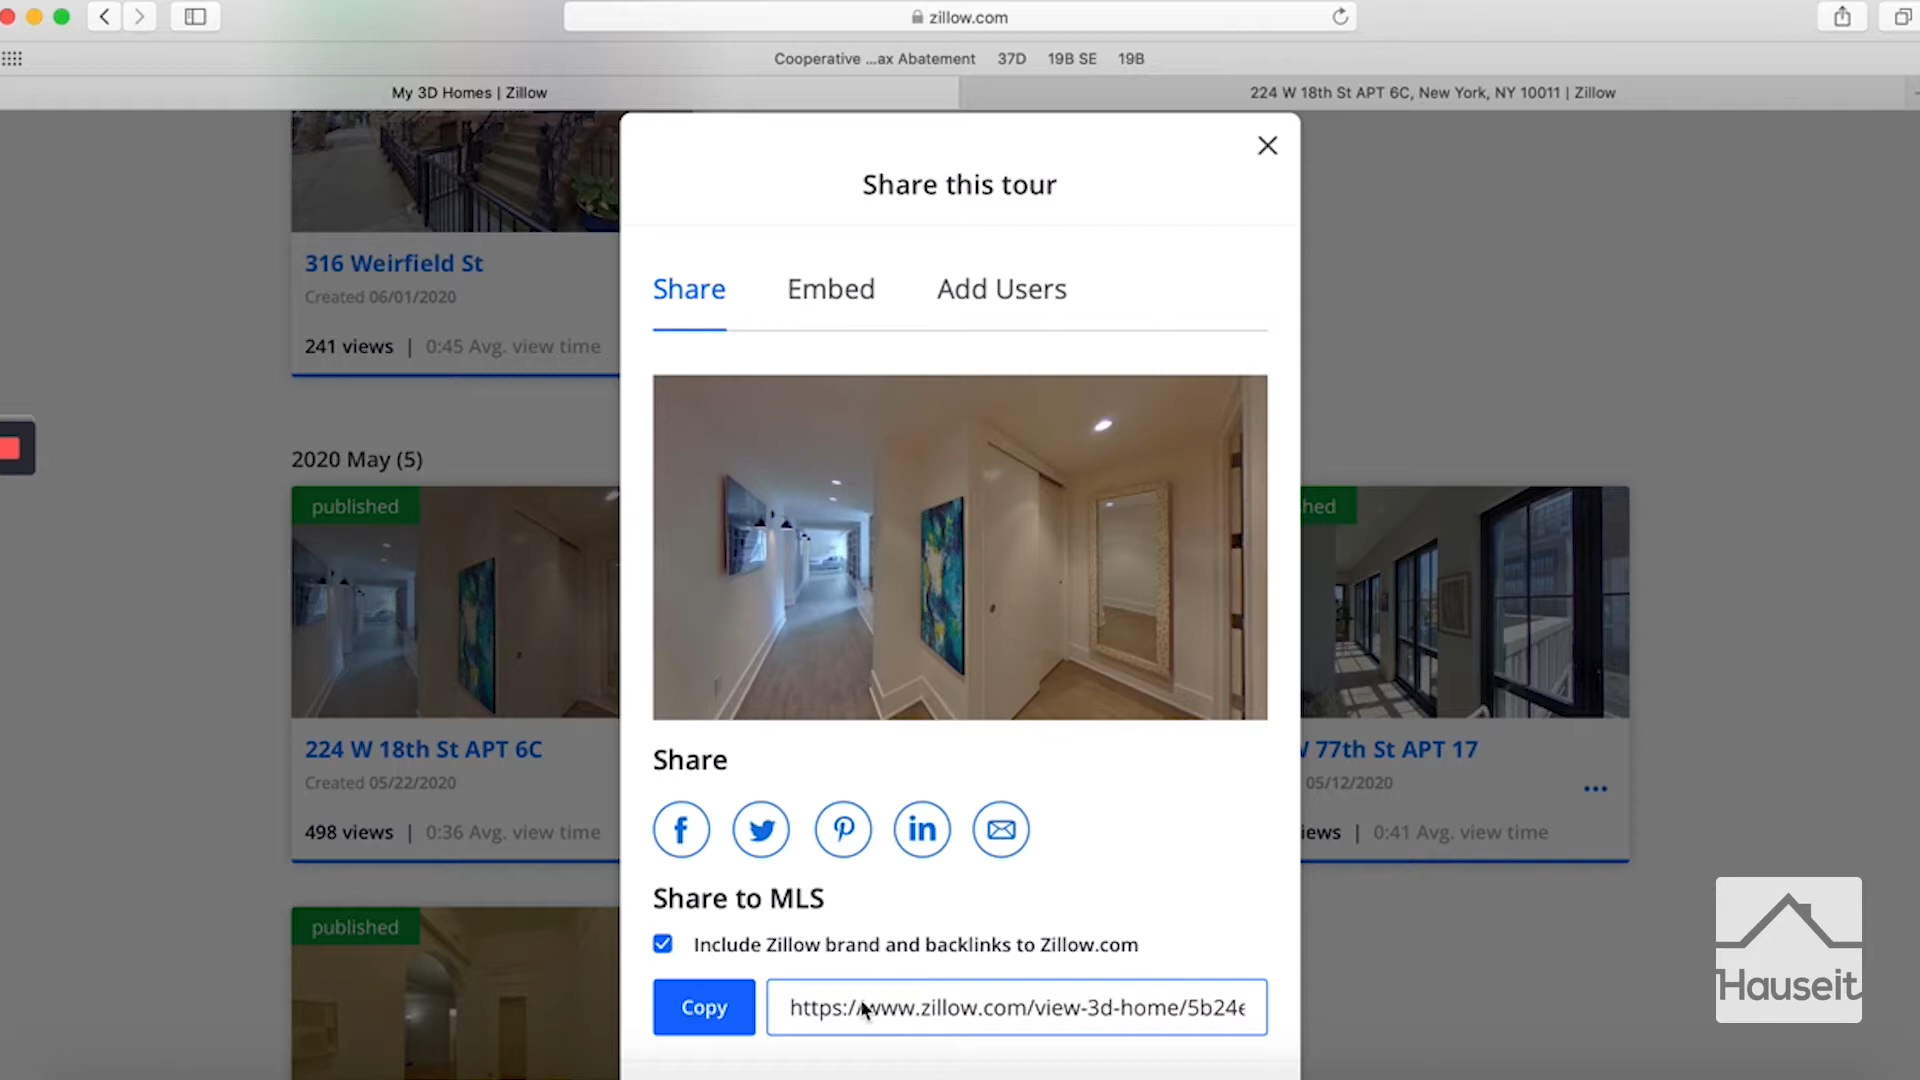 zillow.com
Cooperative ...ax Abatement 37D 19B SE 19B
My 3D Homes | Zillow
224 W 18th St APT 6C, New York, NY 10011 | Zillow
Share this tour
Share Embed Add Users
316 Weirfield St
Created 06/01/2020
241 views | 0:45 Avg. view time
2020 May (5)
published
224 W 18th St APT 6C
Created 05/22/2020
498 views | 0:36 Avg. view time
published
Share
f
in
Share to MLS
Include Zillow brand and backlinks to Zillow.com
Copy
https://www.zillow.com/view-3d-home/5b24e
hed
77th St APT 17
05/12/2020
iews | 0:41 Avg. view time
Hauseit